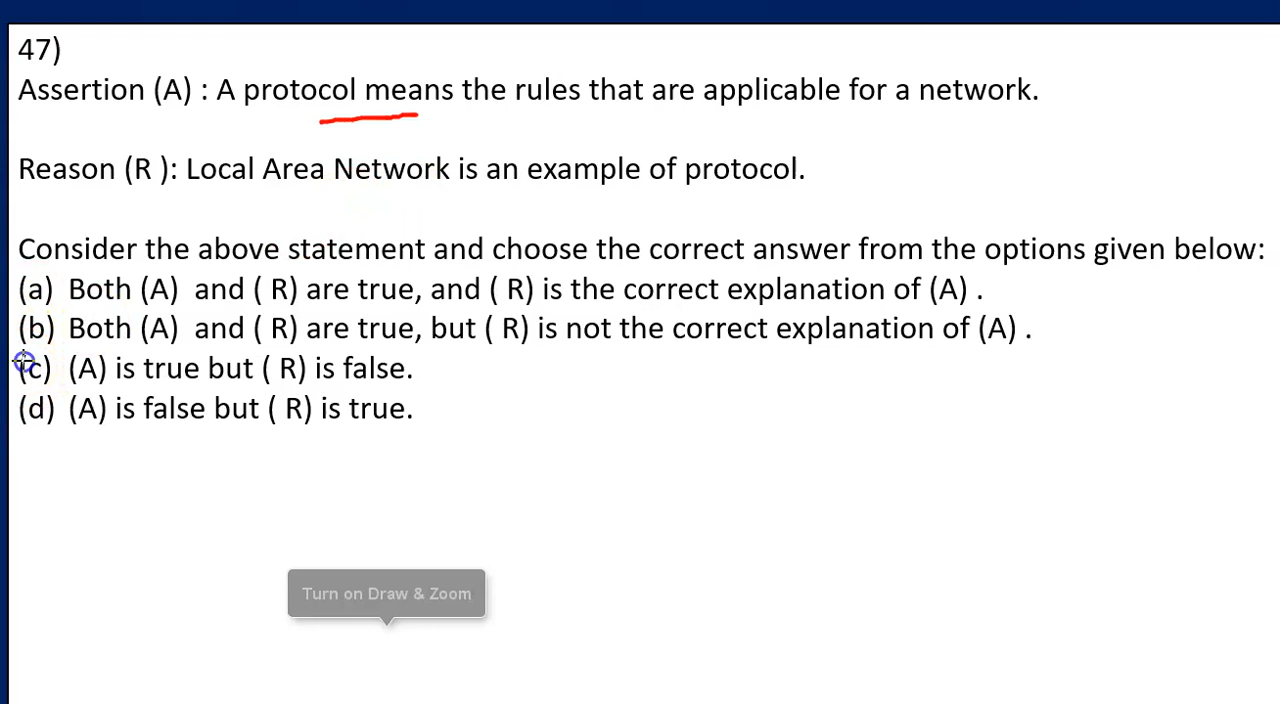 47)
Assertion (A) : A protocol means the rules that are applicable for a network.
Reason (R ): Local Area Network is an example of protocol.
Consider the above statement and choose the correct answer from the options given below:
(a) Both (A) and ( R) are true, and ( R) is the correct explanation of (A) .
(b) Both (A) and ( R) are true, but ( R) is not the correct explanation of (A) .
(c) (A) is true but ( R) is false.
(d) (A) is false but ( R) is true.
Turn on Draw & Zoom